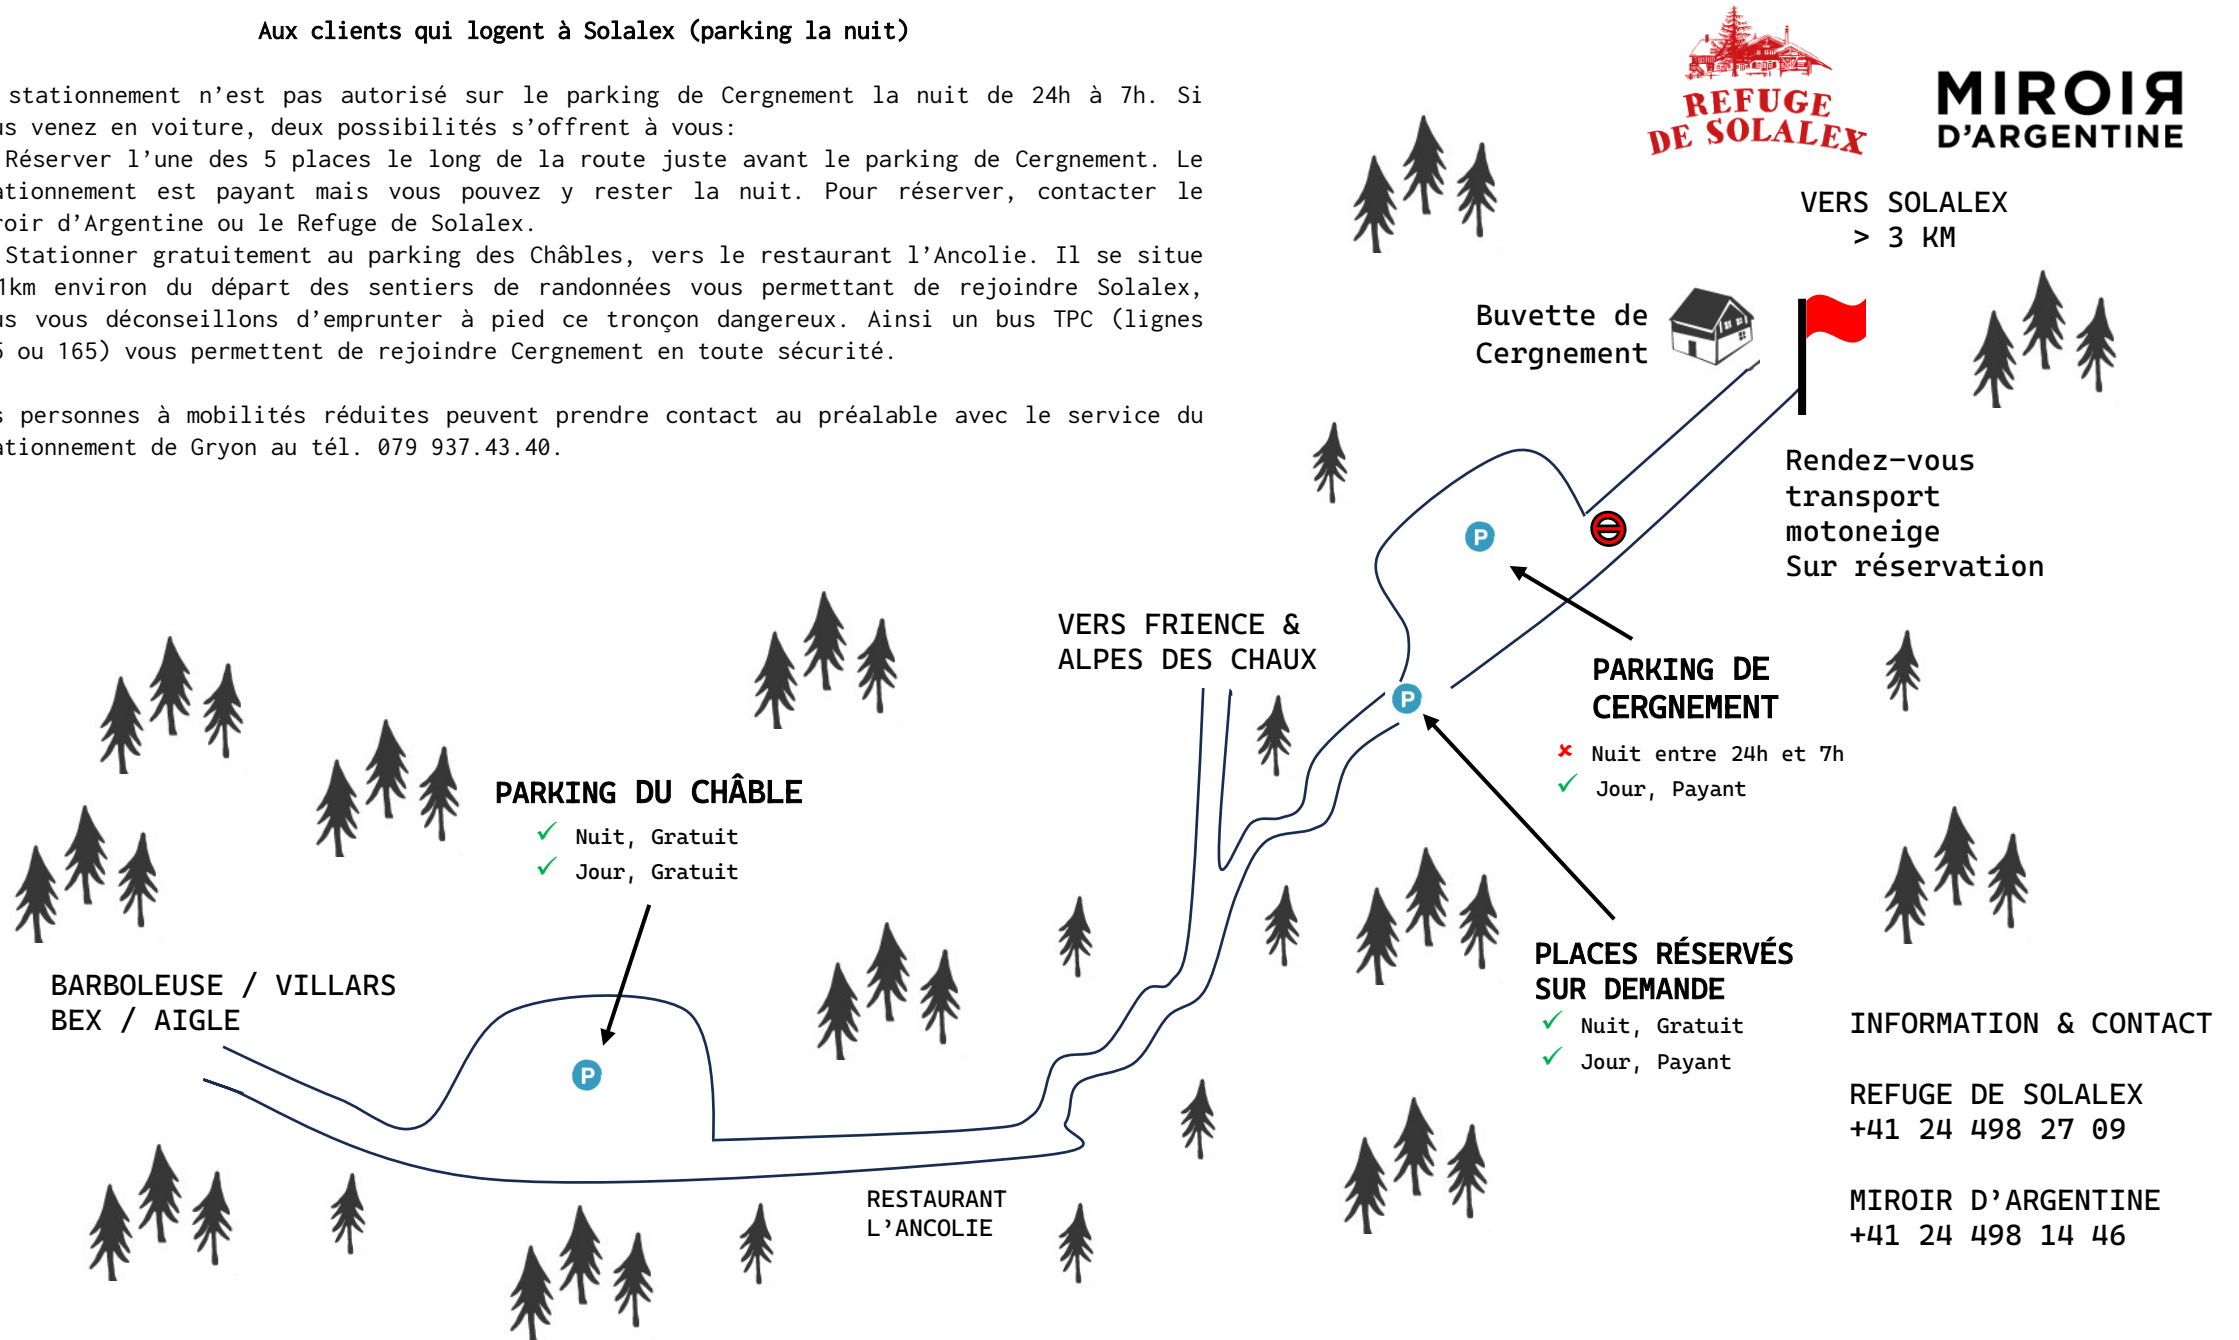 Aux clients qui logent à Solalex (parking la nuit)
stationnement n’est pas autorisé sur le parking de Cergnement la nuit de 24h à 7h. Si
us venez en voiture, deux possibilités s’offrent à vous:
Réserver l’une des 5 places le long de la route juste avant le parking de Cergnement. Le
ationnement est payant mais vous pouvez y rester la nuit. Pour réserver, contacter le
roir d’Argentine ou le Refuge de Solalex.
Stationner gratuitement au parking des Châbles, vers le restaurant l’Ancolie. Il se situe
1km environ du départ des sentiers de randonnées vous permettant de rejoindre Solalex,
us vous déconseillons d’emprunter à pied ce tronçon dangereux. Ainsi un bus TPC (lignes
5 ou 165) vous permettent de rejoindre Cergnement en toute sécurité.
s personnes à mobilités réduites peuvent prendre contact au préalable avec le service du
ationnement de Gryon au tél. 079 937.43.40.
REFUGE
DE SOLALEX
MIROIR
D’ARGENTINE
VERS SOLALEX
> 3 KM
Buvette de
Cergnement
Rendez-vous
transport
motoneige
Sur réservation
P
VERS FRIENCE &
ALPES DES CHAUX
PARKING DE
CERGNEMENT
✘ Nuit entre 24h et 7h
✓ Jour, Payant
P
PARKING DU CHÂBLE
✓ Nuit, Gratuit
✓ Jour, Gratuit
PLACES RÉSERVÉS
SUR DEMANDE
✓ Nuit, Gratuit
✓ Jour, Payant
BARBOLEUSE / VILLARS
BEX / AIGLE
P
RESTAURANT
L’ANCOLIE
INFORMATION & CONTACT
REFUGE DE SOLALEX
+41 24 498 27 09
MIROIR D’ARGENTINE
+41 24 498 14 46